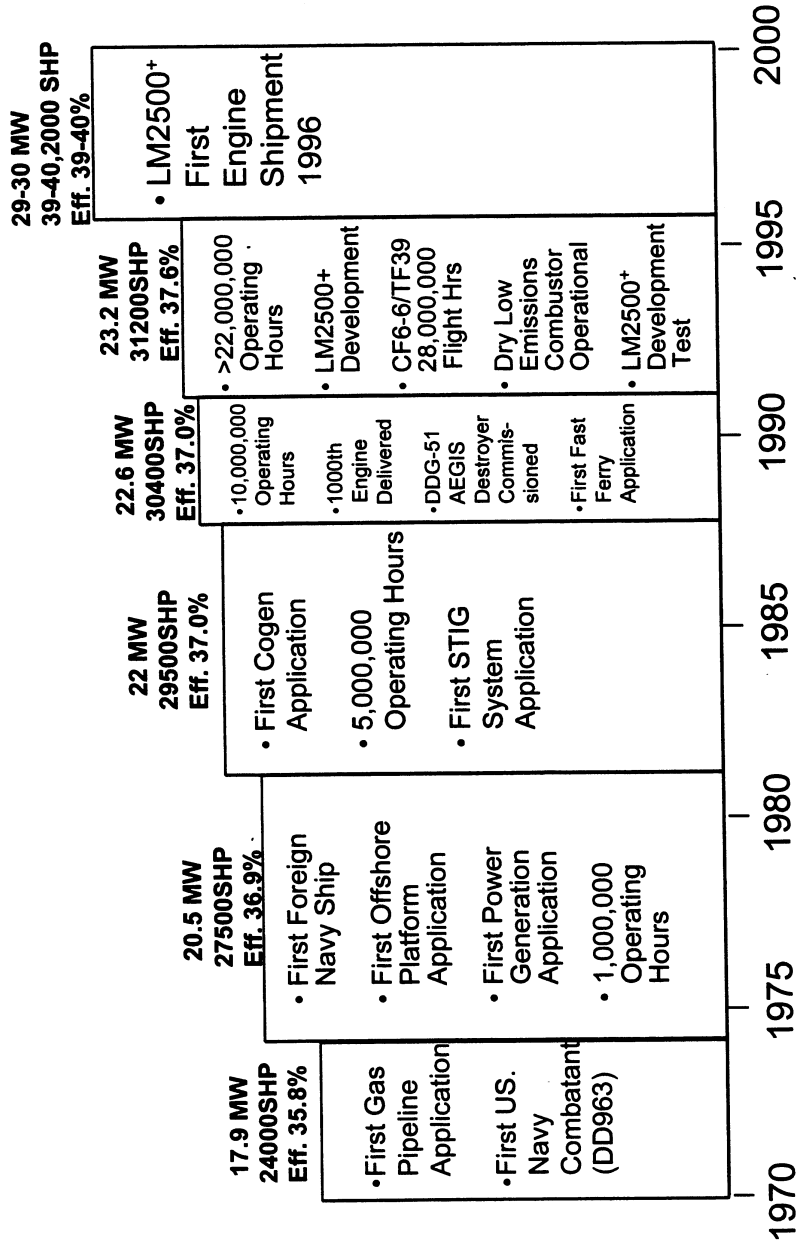 17.9 MW
24000SHP
Eff. 35.8%
•First Gas
Pipeline
Application
•First US.
Navy
Combatant
(DD963)
20.5 MW
27500SHP
Eff. 36.9%
• First Foreign
Navy Ship
• First Offshore
Platform
Application
• First Power
Generation
Application
• 1,000,000
Operating
Hours
22 MW
29500SHP
Eff. 37.0%
• First Cogen
Application
• 5,000,000
Operating Hours
• First STIG
System
Application
22.6 MW
30400SHP
Eff. 37.0%
•10,000,000
Operating
Hours
•1000th
Engine
Delivered
•DDG-51
AEGIS
Destroyer
Commis-
sioned
•First Fast
Ferry
Application
23.2 MW
31200SHP
Eff. 37.6%
• >22,000,000
Operating
Hours
• LM2500+
Development
• CF6-6/TF39
28,000,000
Flight Hrs
• Dry Low
Emissions
Combustor
Operational
• LM2500+
Development
Test
29-30 MW
39-40,2000 SHP
Eff. 39-40%
• LM2500+
First
Engine
Shipment
1996
1970
1975
1980
1985
1990
1995
2000